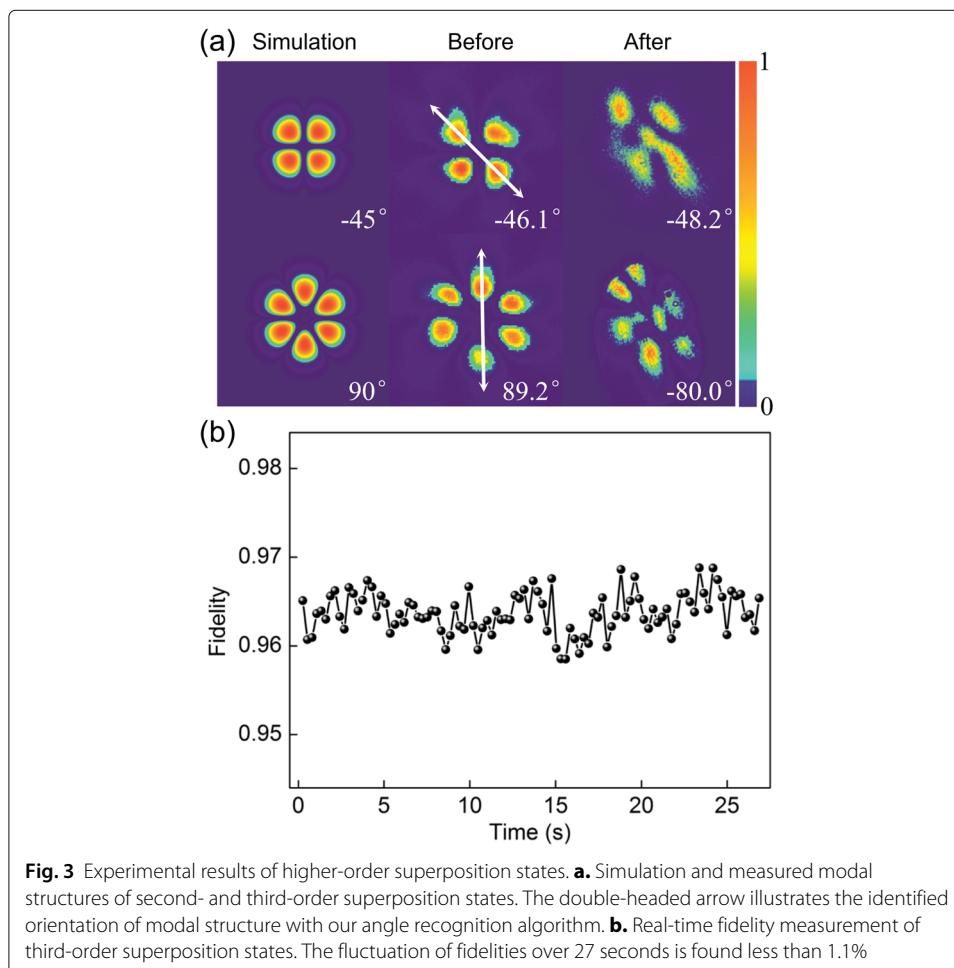 (a) Simulation Before After
1
-45° -46.1° -48.2°
90° 89.2° -80.0°
0
(b)
0.98
0.97
0.96
0.95
Fidelity
0 5 10 15 20 25
Time (s)
Fig. 3 Experimental results of higher-order superposition states. a. Simulation and measured modal
structures of second- and third-order superposition states. The double-headed arrow illustrates the identified
orientation of modal structure with our angle recognition algorithm. b. Real-time fidelity measurement of
third-order superposition states. The fluctuation of fidelities over 27 seconds is found less than 1.1%